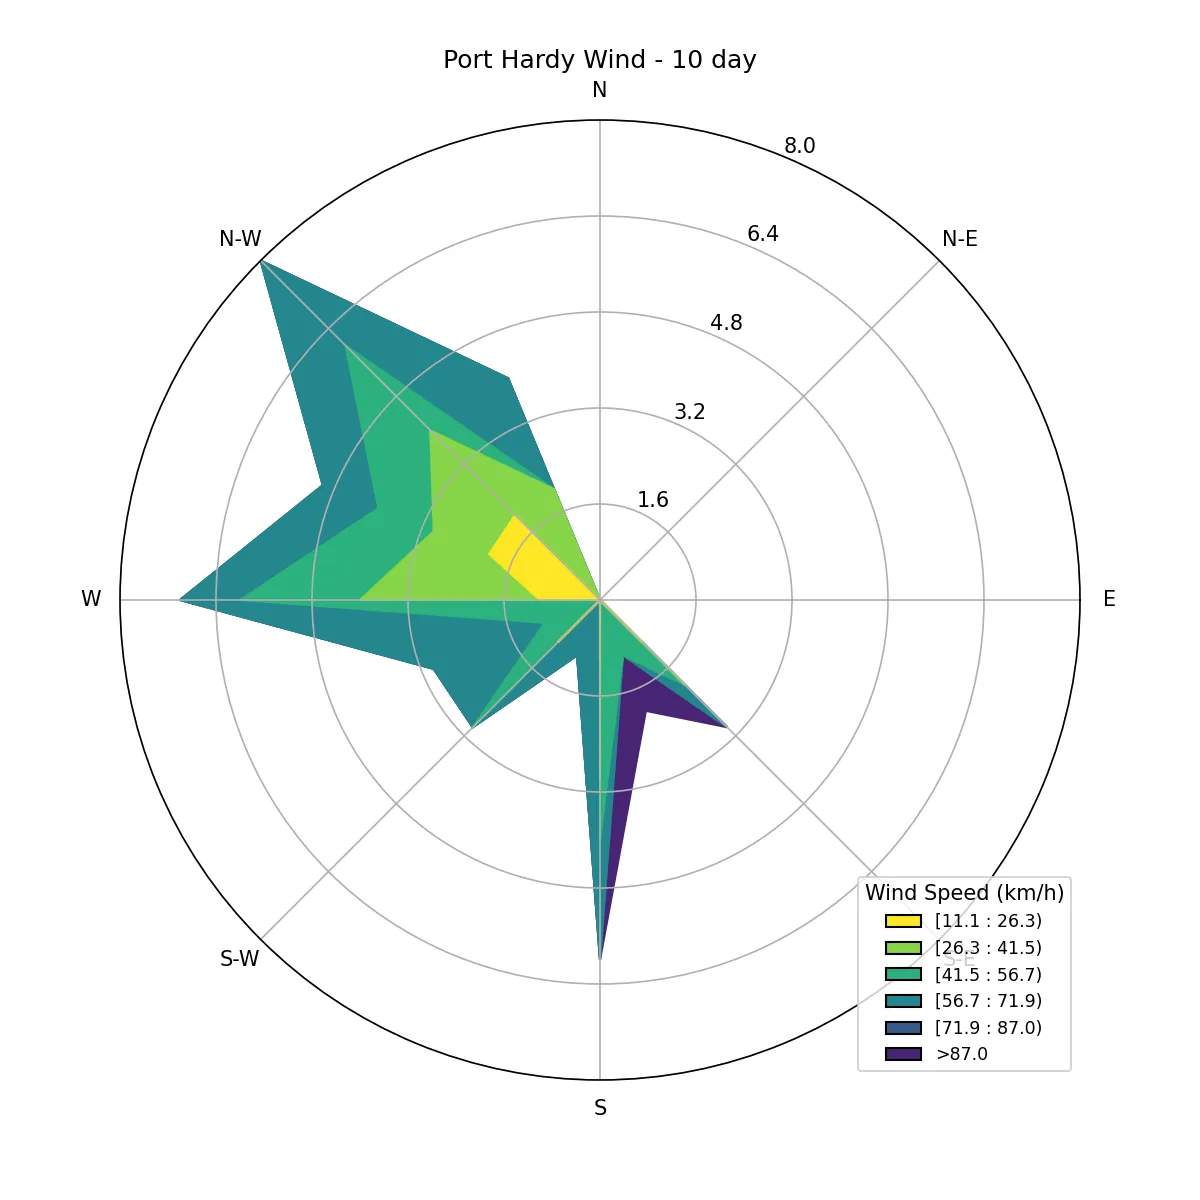 Port Hardy Wind - 10 day
N
8.0
N-W
N-E
6.4
4.8
3.2
1.6
W
E
Wind Speed (km/h)
[11.1 : 26.3)
[26.3 : 41.5)
S-W
S-E
[41.5 : 56.7)
[56.7 : 71.9)
[71.9 : 87.0)
>87.0
S